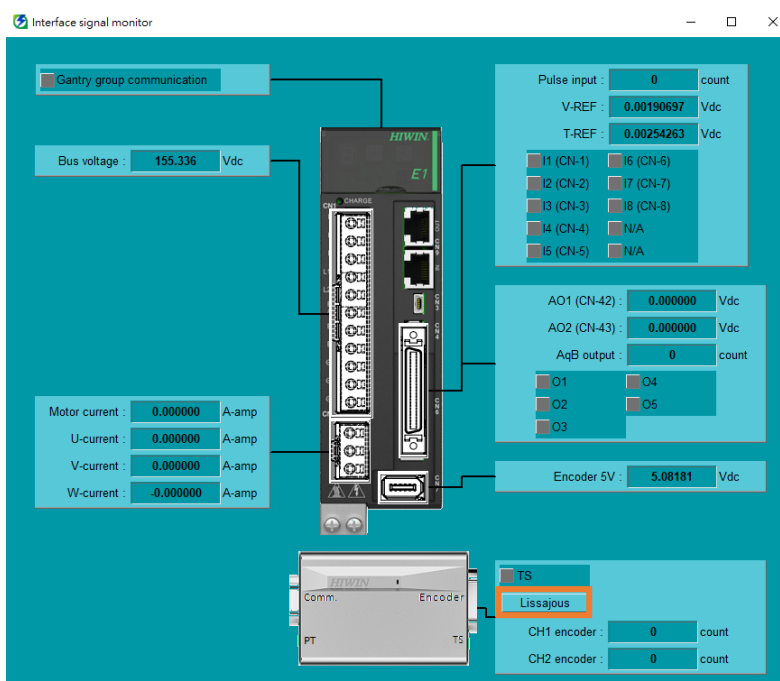 Interface signal monitor
Gantry group communication
Bus voltage : 155.336 Vdc
Motor current : 0.000000 A-amp
U-current : 0.000000 A-amp
V-current : 0.000000 A-amp
W-current : -0.000000 A-amp
HIWIN
E1
CHARGE
CN1
Pulse input : 0 count
V-REF : 0.00190697 Vdc
T-REF : 0.00254263 Vdc
I1 (CN-1) I6 (CN-6)
I2 (CN-2) I7 (CN-7)
I3 (CN-3) I8 (CN-8)
I4 (CN-4) N/A
I5 (CN-5) N/A
AO1 (CN-42) : 0.000000 Vdc
AO2 (CN-43) : 0.000000 Vdc
AqB output : 0 count
O1 O4
O2 O5
O3
Encoder 5V : 5.08181 Vdc
HIWIN
Comm. Encoder
PT TS
TS
Lissajous
CH1 encoder : 0 count
CH2 encoder : 0 count